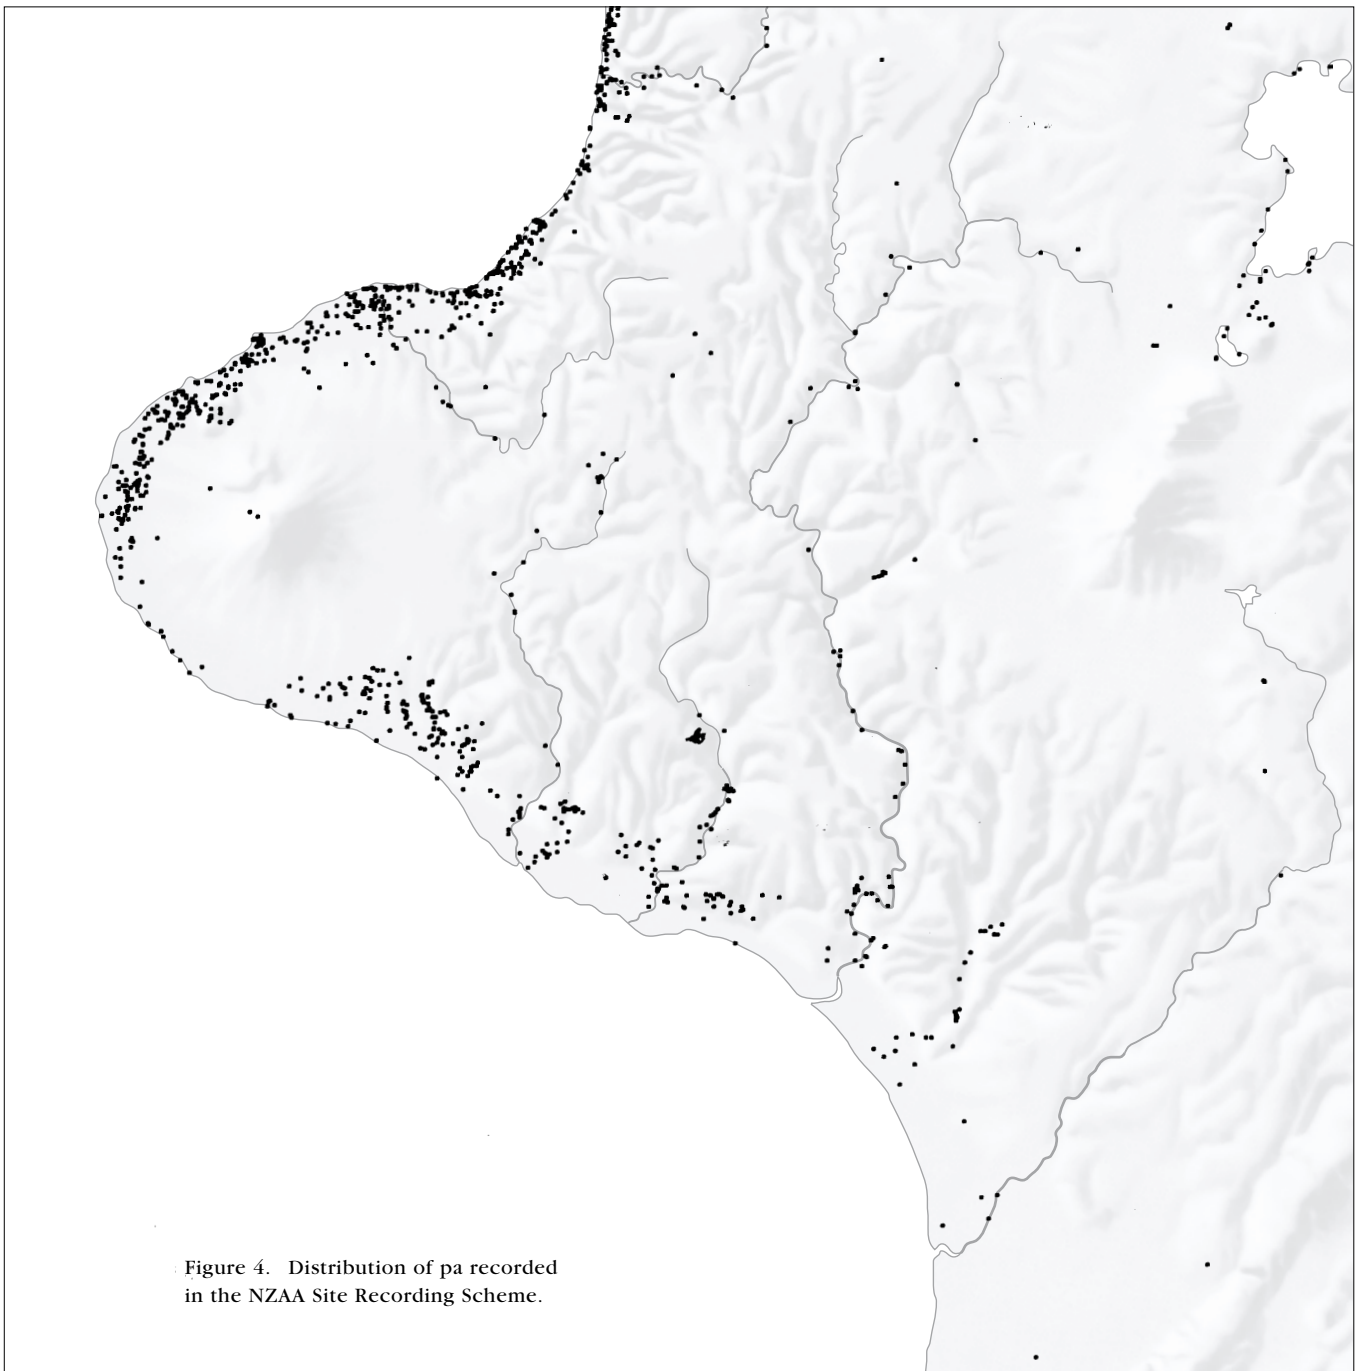 Figure 4. Distribution of pa recorded
in the NZAA Site Recording Scheme.